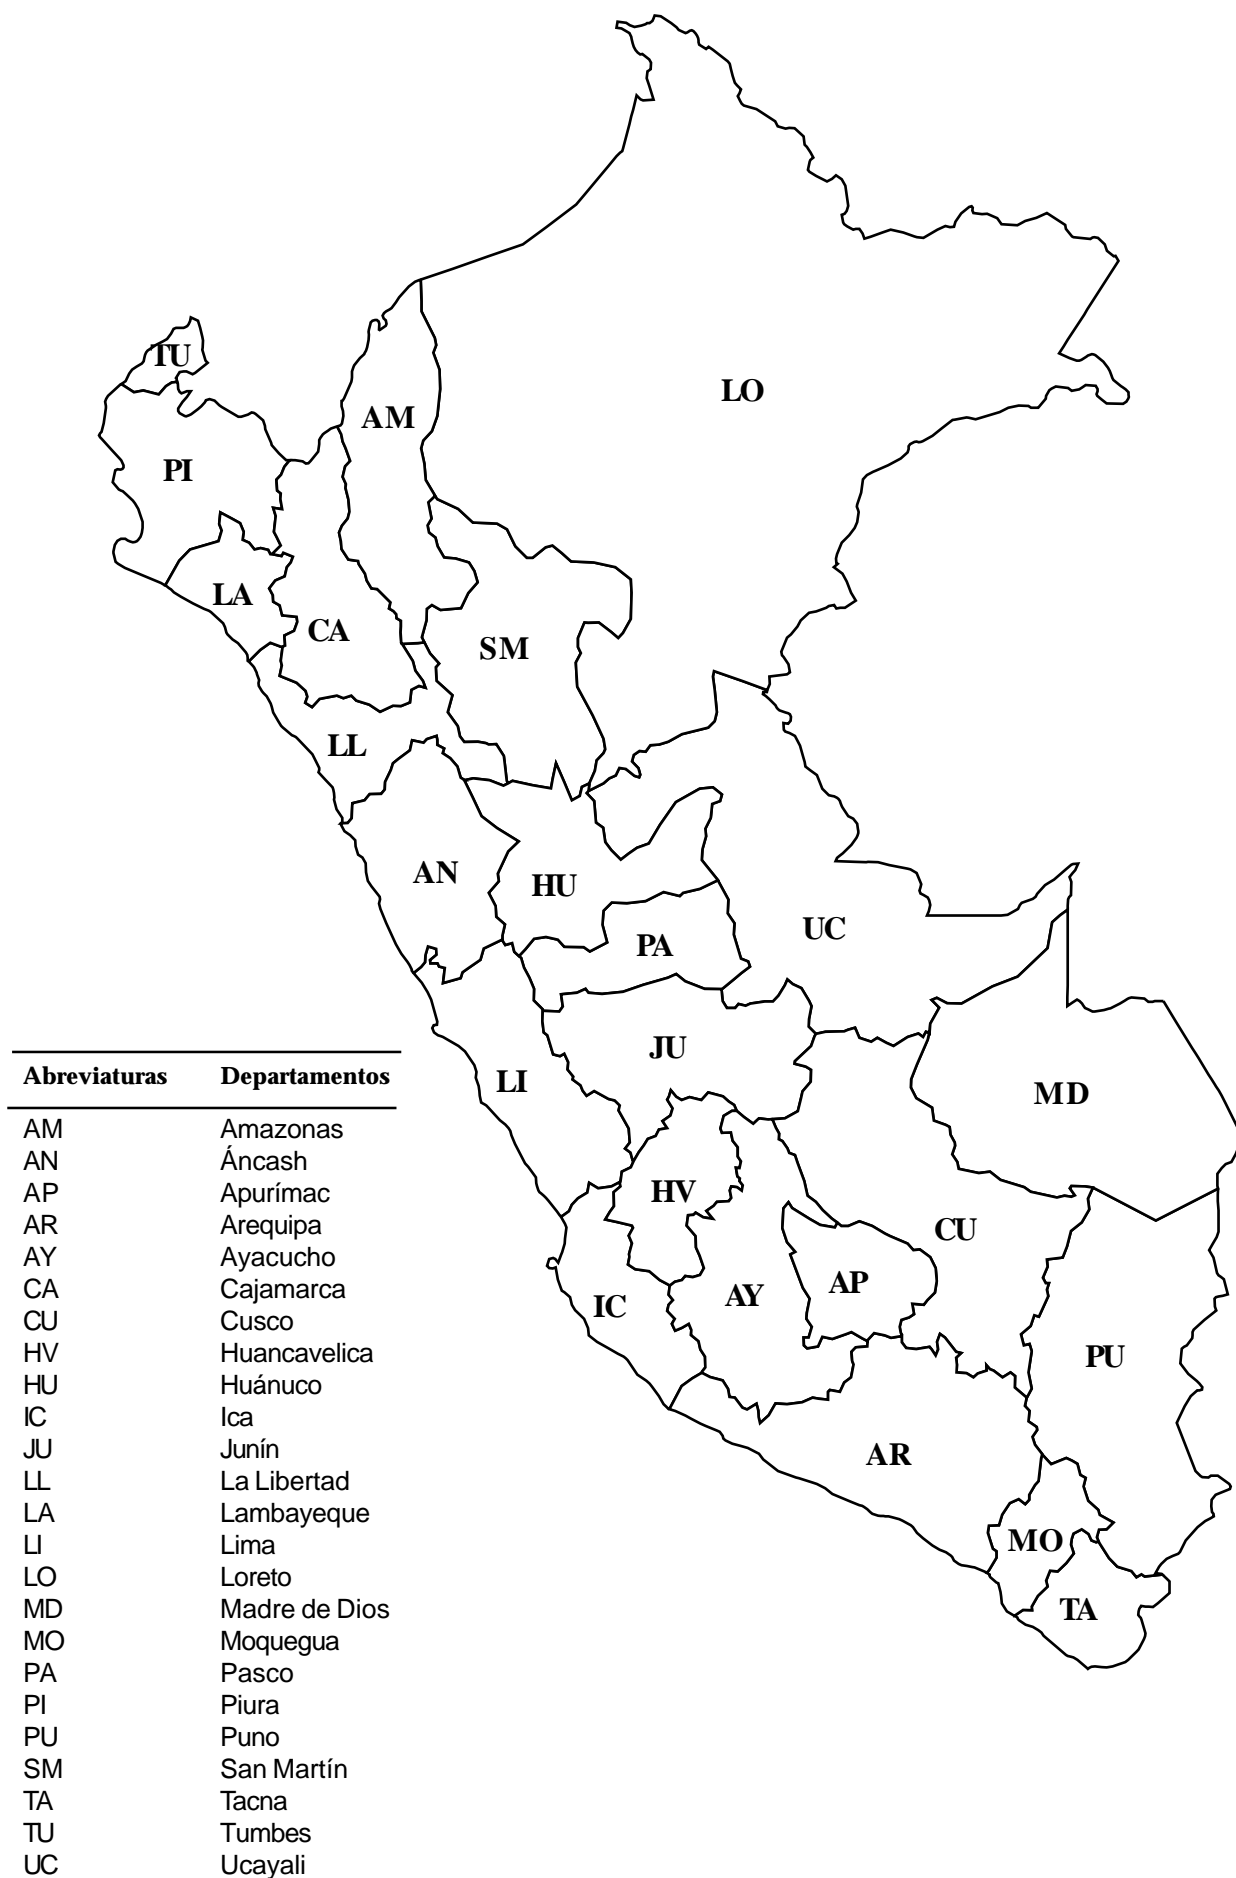 TU
LO
AM
PI
LA
CA
SM
LL
AN
HU
UC
PA
JU
LI
MD
HV
CU
AP
AY
IC
PU
AR
MO
TA
Abreviaturas Departamentos
AM Amazonas
AN Áncash
AP Apurímac
AR Arequipa
AY Ayacucho
CA Cajamarca
CU Cusco
HV Huancavelica
HU Huánuco
IC Ica
JU Junín
LL La Libertad
LA Lambayeque
LI Lima
LO Loreto
MD Madre de Dios
MO Moquegua
PA Pasco
PI Piura
PU Puno
SM San Martín
TA Tacna
TU Tumbes
UC Ucayali